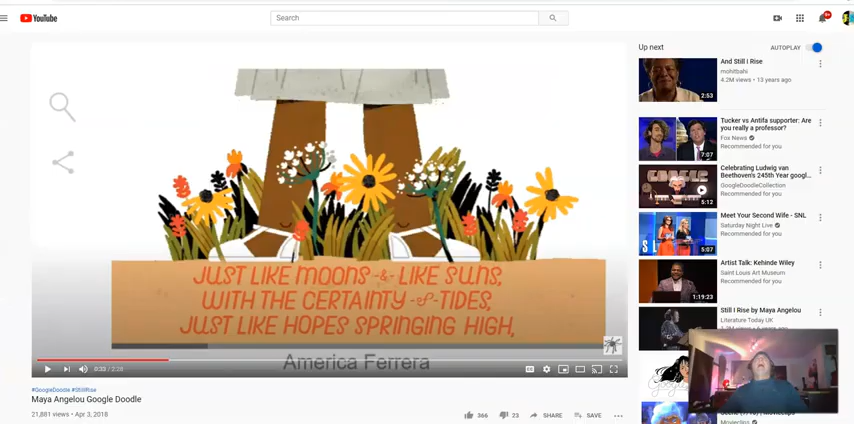 YouTube
Search
9+
JUST LIKE MOONS & LIKE SUNS,
WITH THE CERTAINTY OF TIDES,
JUST LIKE HOPES SPRINGING HIGH,
America Ferrera
0:33 / 2:28
#GoogleDoodle #StillIRise
Maya Angelou Google Doodle
21,881 views • Apr 3, 2018
366
23
SHARE
SAVE
Up next
AUTOPLAY
And Still I Rise
mohitbahi
4.2M views • 13 years ago
2:53
Tucker vs Antifa supporter: Are
you really a professor?
Fox News
Recommended for you
7:07
Celebrating Ludwig van
Beethoven's 245th Year googl...
GoogleDoodleCollection
Recommended for you
5:12
Meet Your Second Wife - SNL
Saturday Night Live
Recommended for you
5:07
Artist Talk: Kehinde Wiley
Saint Louis Art Museum
Recommended for you
1:19:23
Still I Rise by Maya Angelou
Literature Today UK